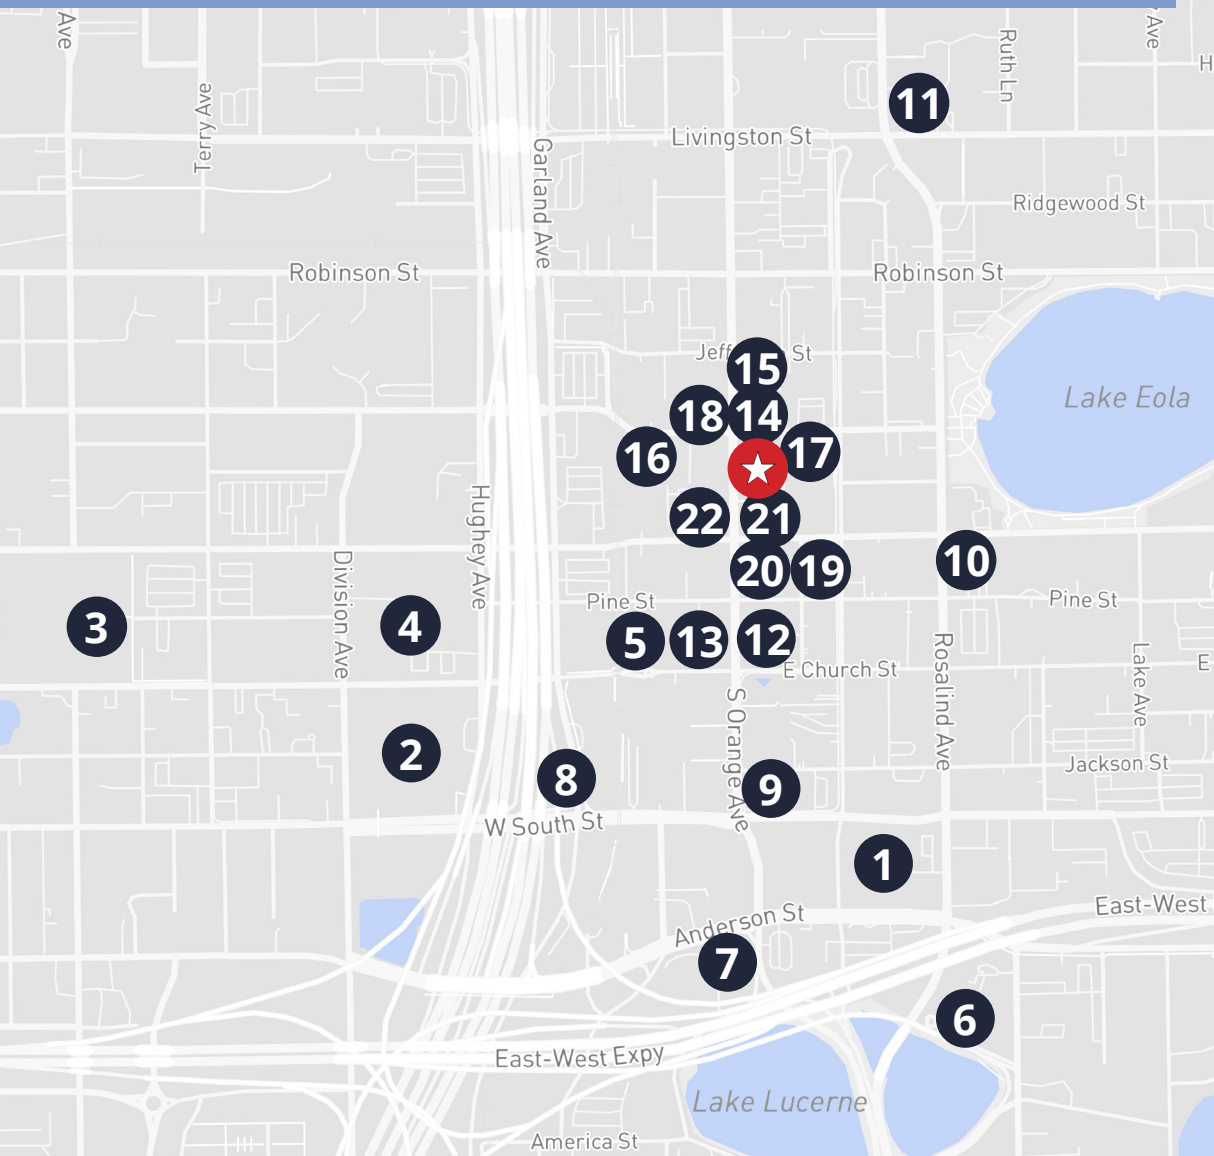 Ave
Ave
Ruth Ln
H
11
Terry Ave
Livingston St
Garland Ave
Ridgewood St
Robinson St
Robinson St
Jeff St
15
Lake Eola
18
14
16
17
22
21
Hughey Ave
Division Ave
20
19
10
Pine St
Pine St
3
4
5
13
12
E Church St
Rosalind Ave
Lake Ave
E
S Orange Ave
2
8
9
Jackson St
W South St
1
Anderson St
East-West
7
6
East-West Expy
Lake Lucerne
America St